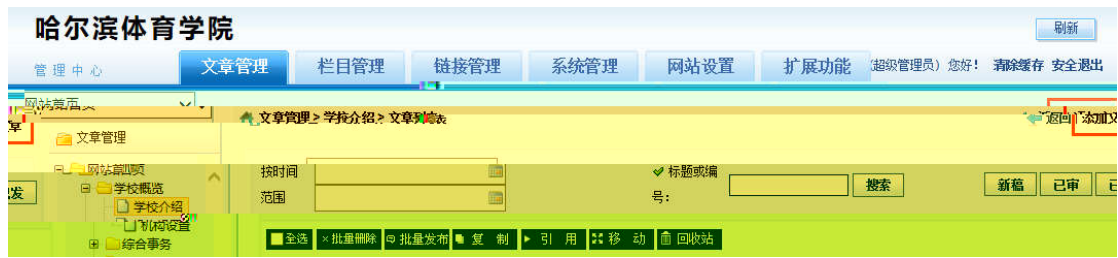 哈尔滨体育学院
刷新
管理中心 文章管理 栏目管理 链接管理 系统管理 网站设置 扩展功能 (超级管理员) 您好! 清除缓存 安全退出
网站首页
章 文章管理 > 学校介绍 > 文章列表 返回 添加文
文章管理
网站首页 按时间 标题或编
发 学校概览 范围 号: 搜索 新稿 已审
学校介绍
机构设置
综合事务 全选 ×批量删除 批量发布 复 制 引 用 移 动 回收站